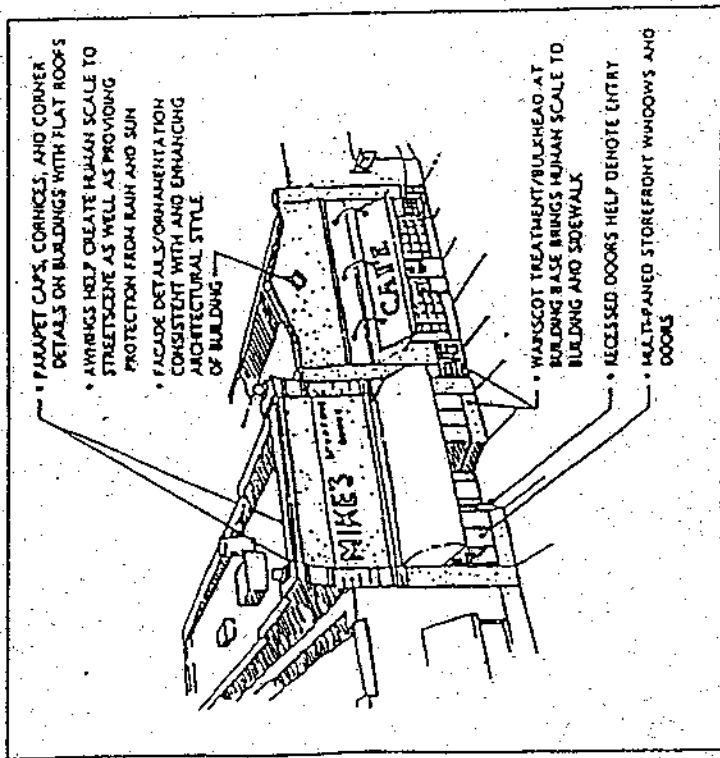 • PARAPET CAPS, CORNICES, AND CORNER
DETAILS ON BUILDINGS WITH FLAT ROOFS
• AWNINGS HELP CREATE HUMAN SCALE TO
STREETSCENE AS WELL AS PROVIDING
PROTECTION FROM RAIN AND SUN
• FACADE DETAILS/ORNAMENTATION
CONSISTENT WITH AND ENHANCING
ARCHITECTURAL STYLE
OF BUILDING
MIKE'S
CAFE
• WAINSCOT TREATMENT/BULKHEAD AT
BUILDING BASE BRINGS HUMAN SCALE TO
BUILDING AND SIDEWALK
• RECESSED DOORS HELP DENOTE ENTRY
• MULTI-PANED STOREFRONT WINDOWS AND
DOORS